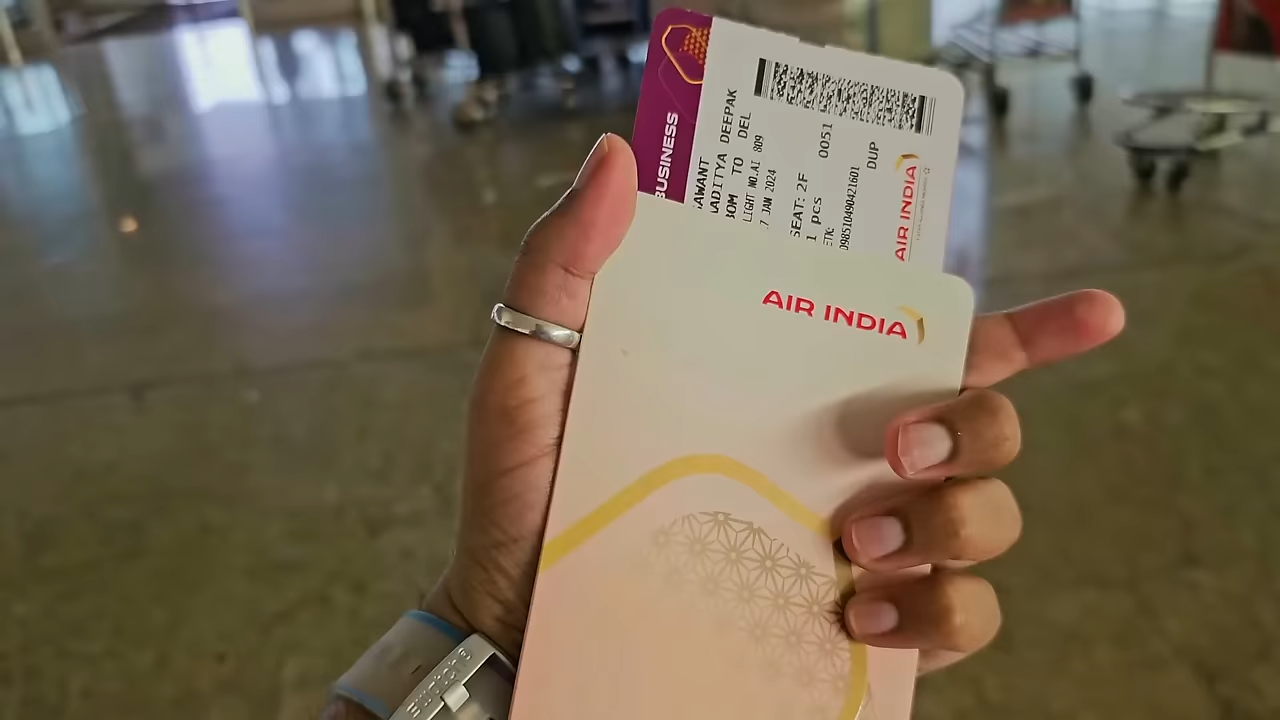 BUSINESS
AWANT
ADITYA DEEPAK
BOM TO DEL
LIGHT NO.AI 809
7 JAN 2024
SEAT: 2F 0051
1 pcs
DUP
AIR INDIA
AIR INDIA
swatch